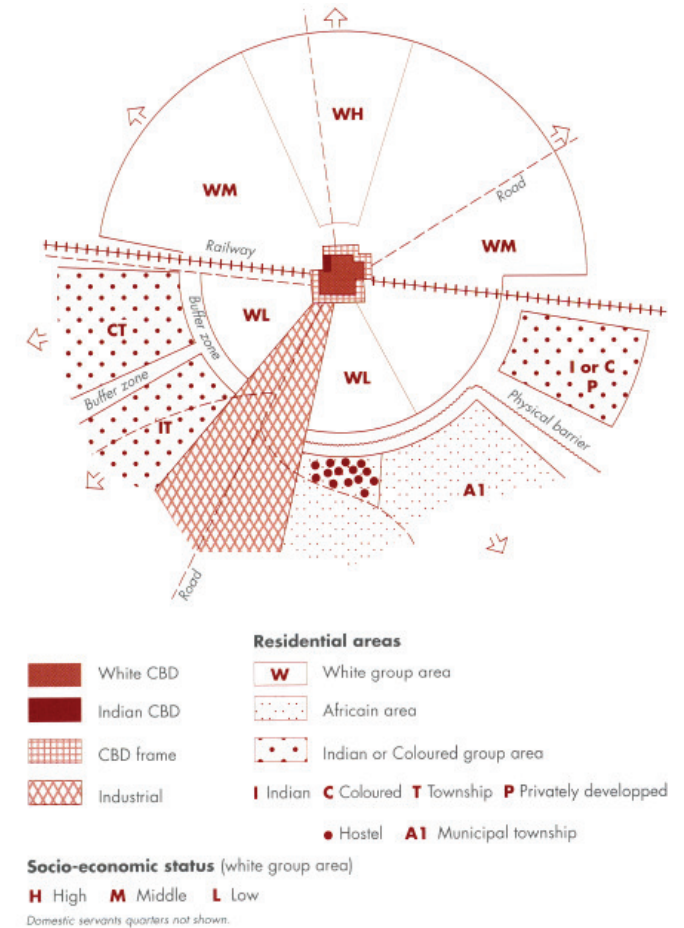 WH
WM
Road
WM
Railway
WL
CT
Buffer zone
I or C
P
WL
Buffer zone
Physical barrier
IT
A1
Road
Residential areas
White CBD
W White group area
Indian CBD
Africain area
CBD frame
Indian or Coloured group area
Industrial
I Indian C Coloured T Township P Privately developped
Hostel A1 Municipal township
Socio-economic status (white group area)
H High M Middle L Low
Domestic servants quarters not shown.